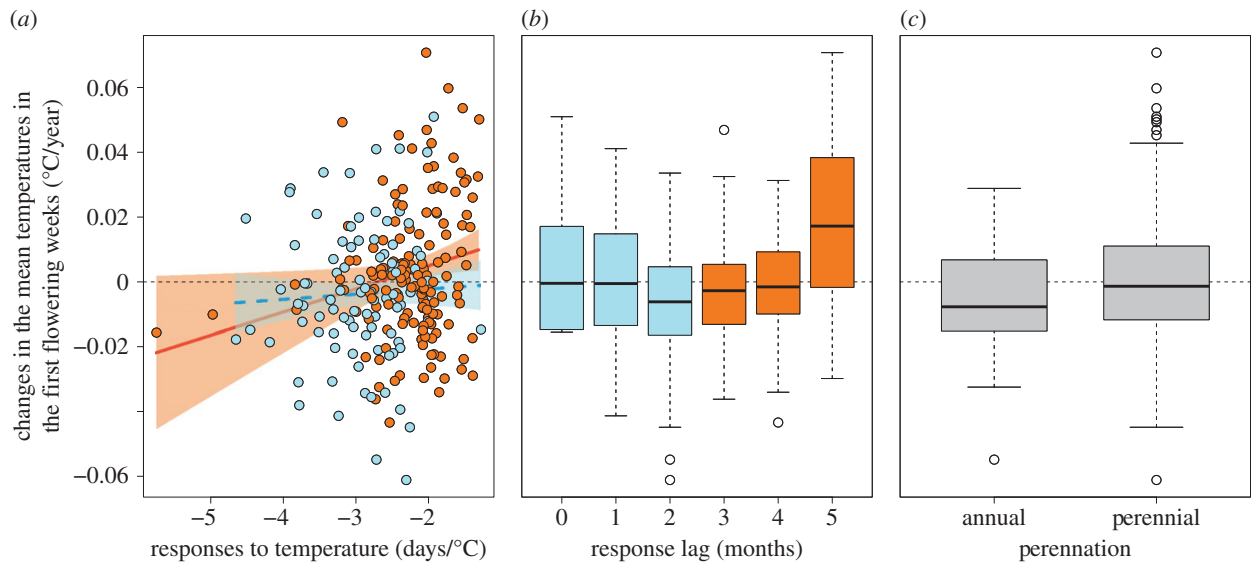 (a)
changes in the mean temperatures in
the first flowering weeks (°C/year)
0.06
0.04
0.02
0
−0.02
−0.06
−5 −4 −3 −2
responses to temperature (days/°C)
(b)
0 1 2 3 4 5
response lag (months)
(c)
annual perennial
perennation